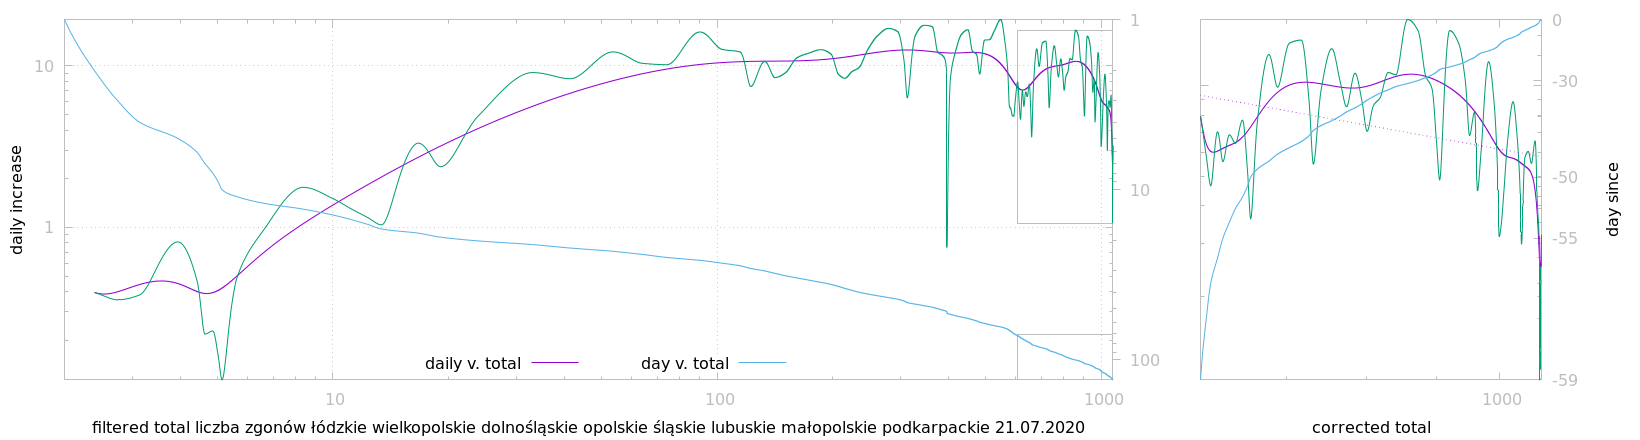 daily increase
10
1
daily v. total
day v. total
10
100
1000
1
10
100
filtered total liczba zgonów łódzkie wielkopolskie dolnośląskie opolskie śląskie lubuskie małopolskie podkarpackie 21.07.2020
0
-30
-50
-55
-59
day since
1000
corrected total